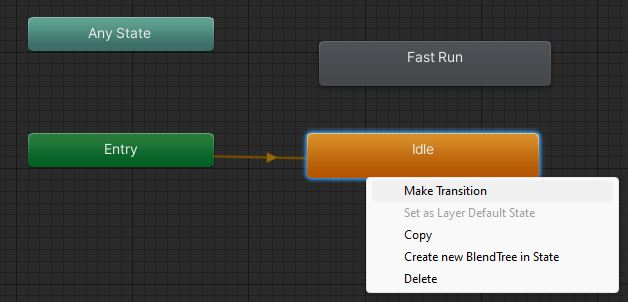 Any State
Fast Run
Entry
Idle
Make Transition
Set as Layer Default State
Copy
Create new BlendTree in State
Delete